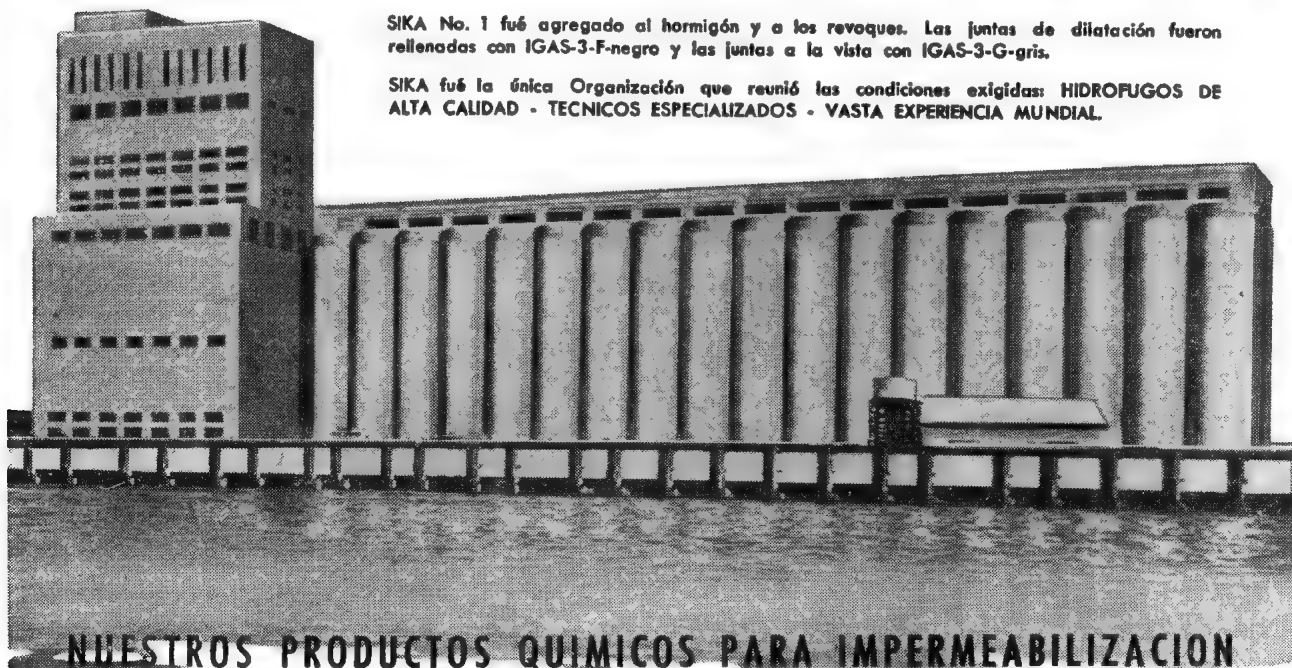 SIKA No. 1 fué agregado al hormigón y a los revoques. Las juntas de dilatación fueron
rellenadas con IGAS-3-F-negro y las juntas a la vista con IGAS-3-G-gris.
SIKA fué la única Organización que reunió las condiciones exigidas: HIDROFUGOS DE
ALTA CALIDAD - TECNICOS ESPECIALIZADOS - VASTA EXPERIENCIA MUNDIAL.
NUESTROS PRODUCTOS QUIMICOS PARA IMPERMEABILIZACION